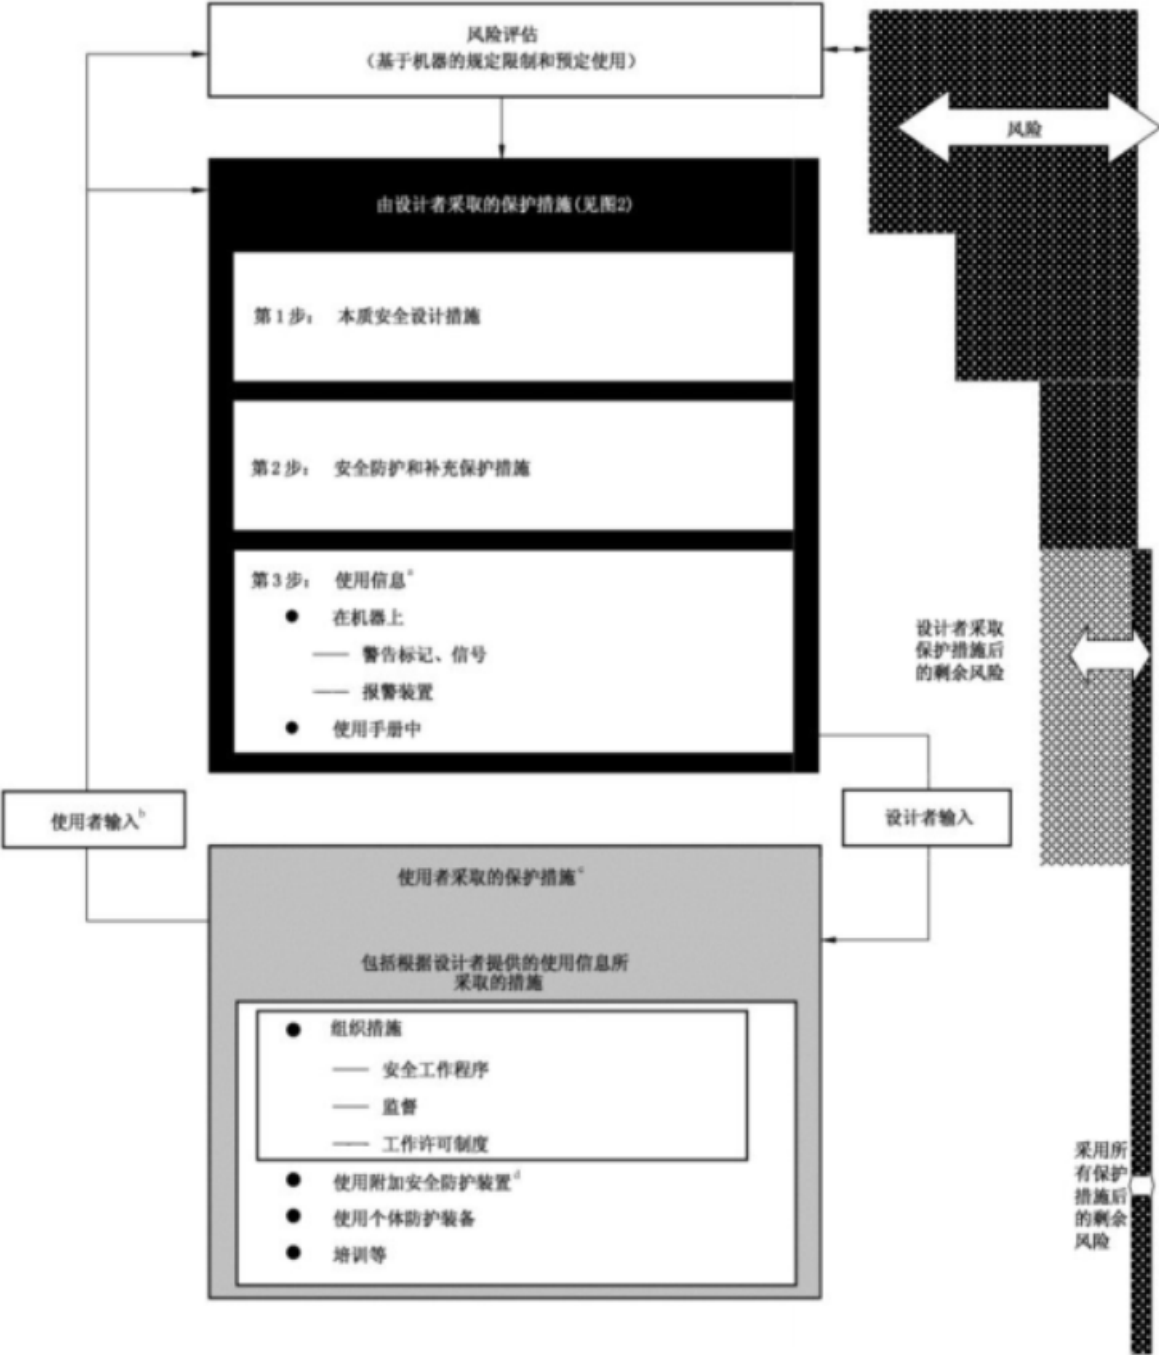 风险评估
（基于机器的规定限制和预定使用）
风险
由设计者采取的保护措施(见图2)
第1步： 本质安全设计措施
第2步： 安全防护和补充保护措施
第3步： 使用信息a
● 在机器上
—— 警告标记、信号
—— 报警装置
● 使用手册中
设计者采取
保护措施后
的剩余风险
使用者输入b
设计者输入
使用者采取的保护措施c
包括根据设计者提供的使用信息所
采取的措施
● 组织措施
—— 安全工作程序
—— 监督
—— 工作许可制度
● 使用附加安全防护装置d
● 使用个体防护装备
● 培训等
采用所
有保护
措施后
的剩余
风险